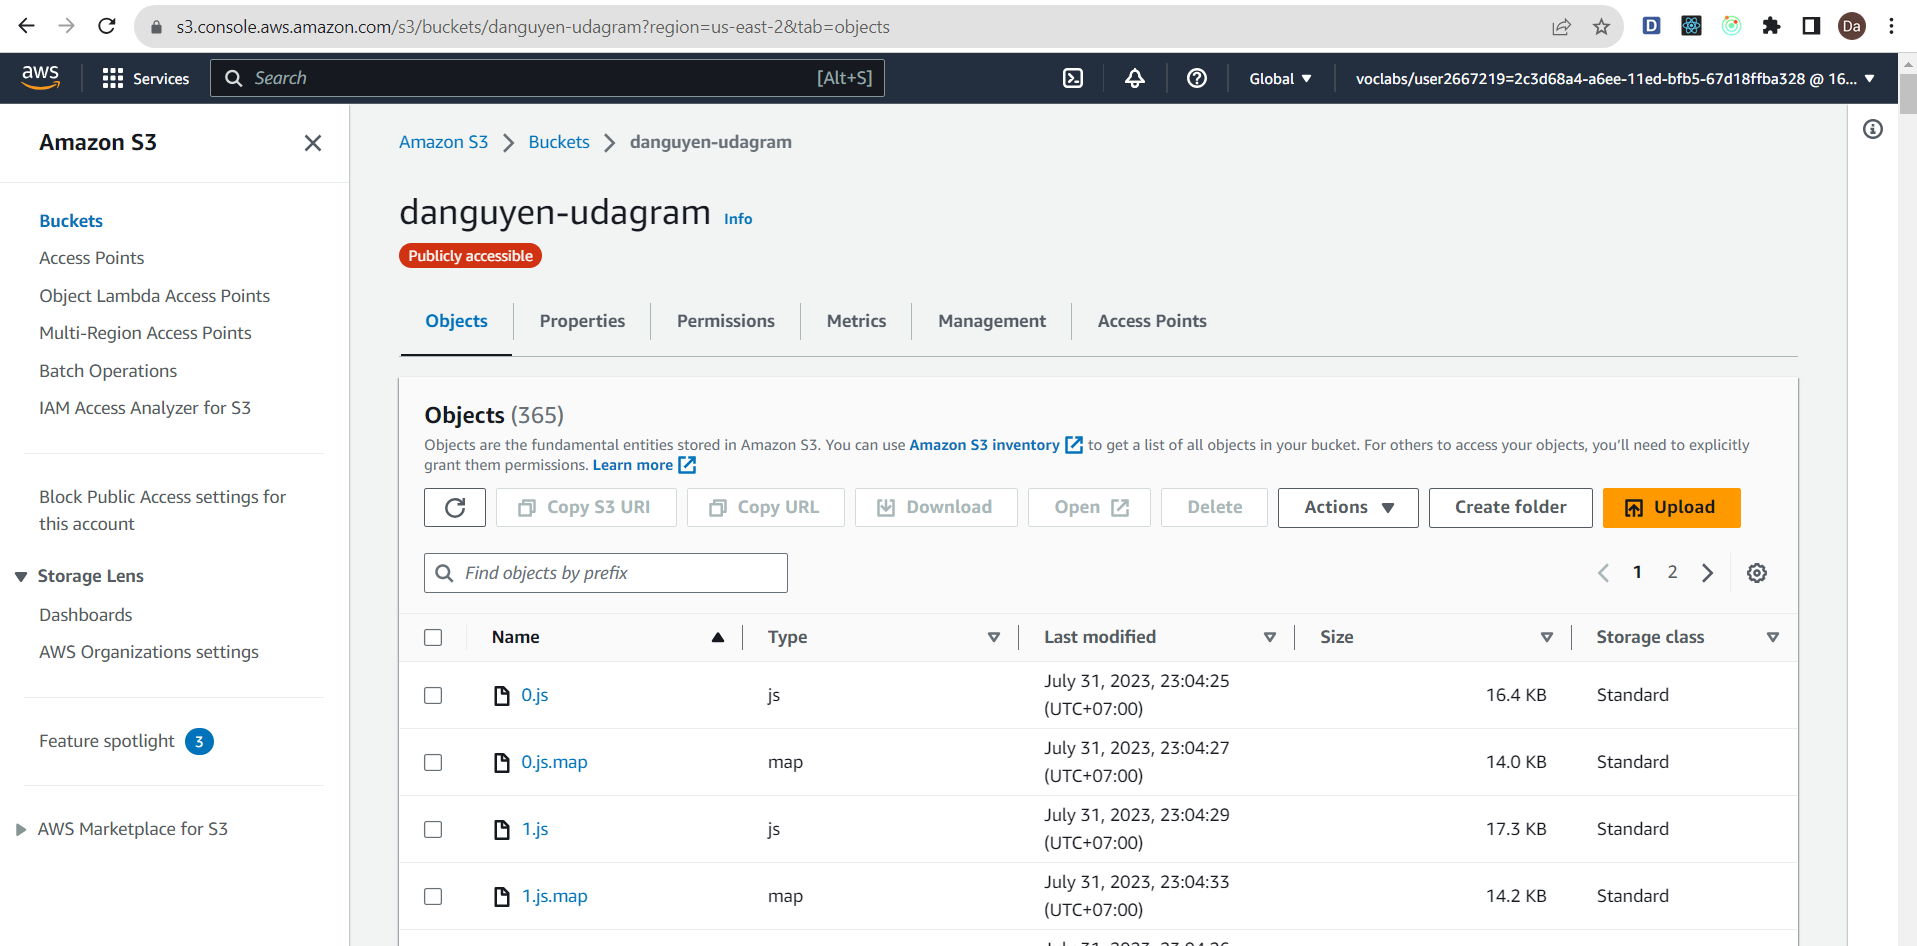 s3.console.aws.amazon.com/s3/buckets/danguyen-udagram?region=us-east-2&tab=objects
D
Da
aws
Services
Search
[Alt+S]
Global
voclabs/user2667219=2c3d68a4-a6ee-11ed-bfb5-67d18ffba328 @ 16...
Amazon S3
Buckets
Access Points
Object Lambda Access Points
Multi-Region Access Points
Batch Operations
IAM Access Analyzer for S3
Block Public Access settings for
this account
Storage Lens
Dashboards
AWS Organizations settings
Feature spotlight 3
AWS Marketplace for S3
Amazon S3 Buckets danguyen-udagram
danguyen-udagram Info
Publicly accessible
Objects Properties Permissions Metrics Management Access Points
Objects (365)
Objects are the fundamental entities stored in Amazon S3. You can use Amazon S3 inventory to get a list of all objects in your bucket. For others to access your objects, you'll need to explicitly
grant them permissions. Learn more
Copy S3 URI Copy URL Download Open Delete Actions Create folder Upload
Find objects by prefix
1 2
Name Type Last modified Size Storage class
0.js js July 31, 2023, 23:04:25 (UTC+07:00) 16.4 KB Standard
0.js.map map July 31, 2023, 23:04:27 (UTC+07:00) 14.0 KB Standard
1.js js July 31, 2023, 23:04:29 (UTC+07:00) 17.3 KB Standard
1.js.map map July 31, 2023, 23:04:33 (UTC+07:00) 14.2 KB Standard